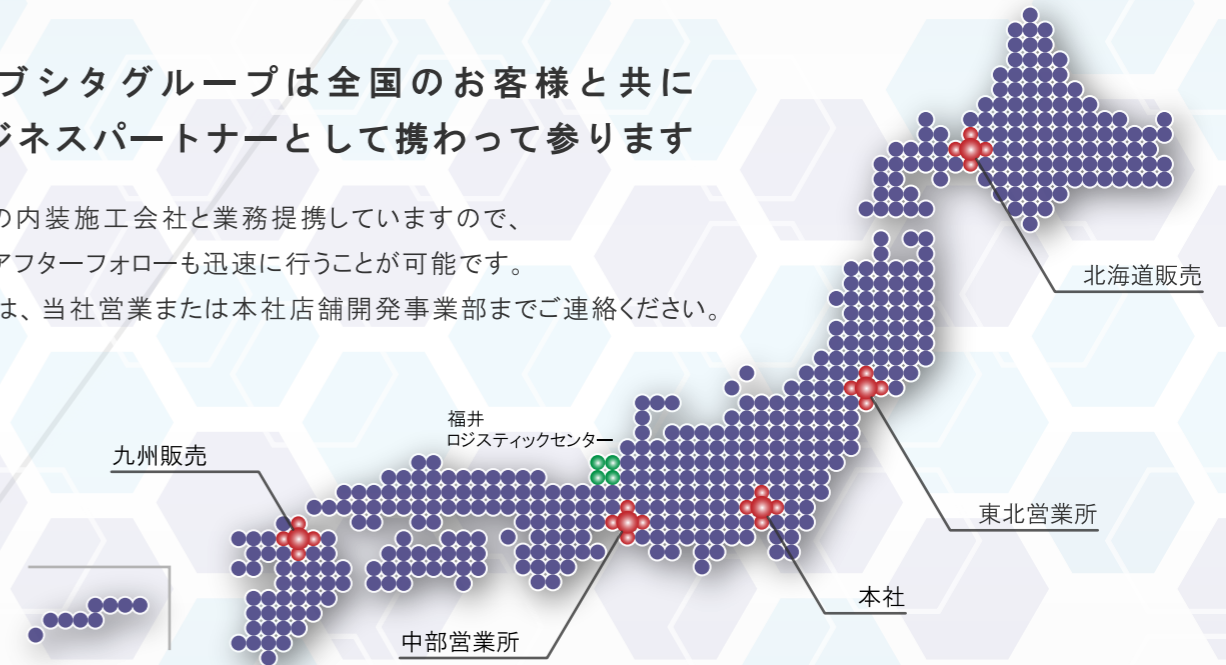 ブシタグループは全国のお客様と共に
ジネスパートナーとして携わって参ります
の内装施工会社と業務提携していますので、
アフターフォローも迅速に行うことが可能です。
は、当社営業または本社店舗開発事業部までご連絡ください。
北海道販売
福井
ロジスティックセンター
九州販売
東北営業所
本社
中部営業所